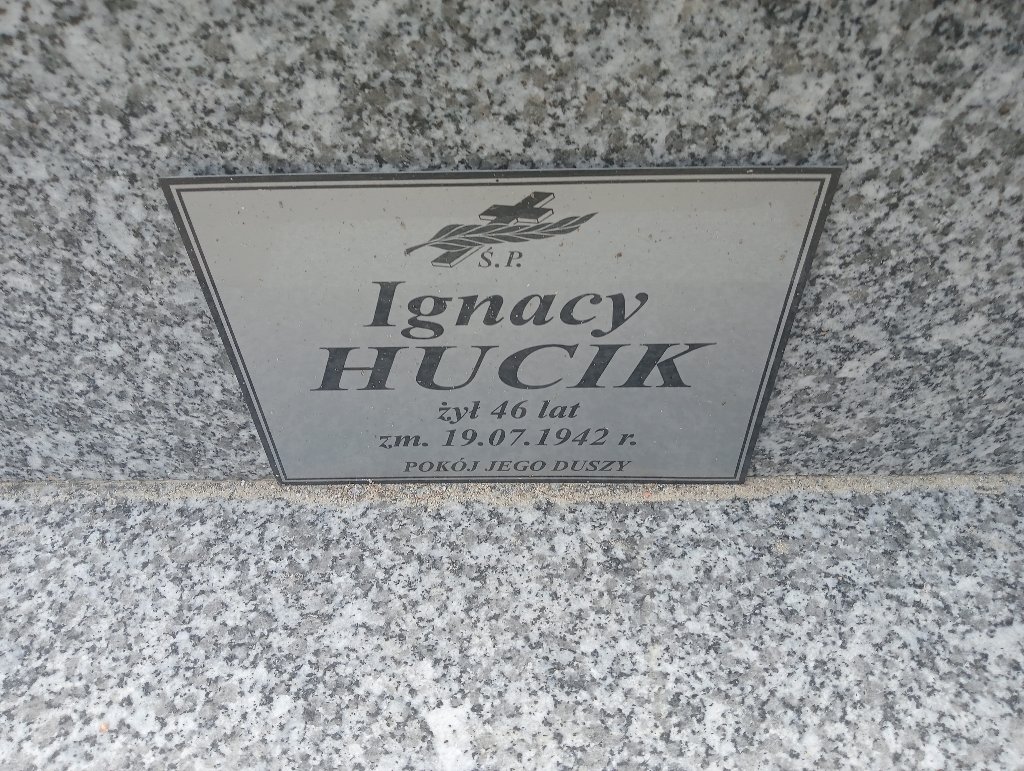 Ś.P.
Ignacy
HUCIK
żył 46 lat
zm. 19.07.1942 r.
POKÓJ JEGO DUSZY